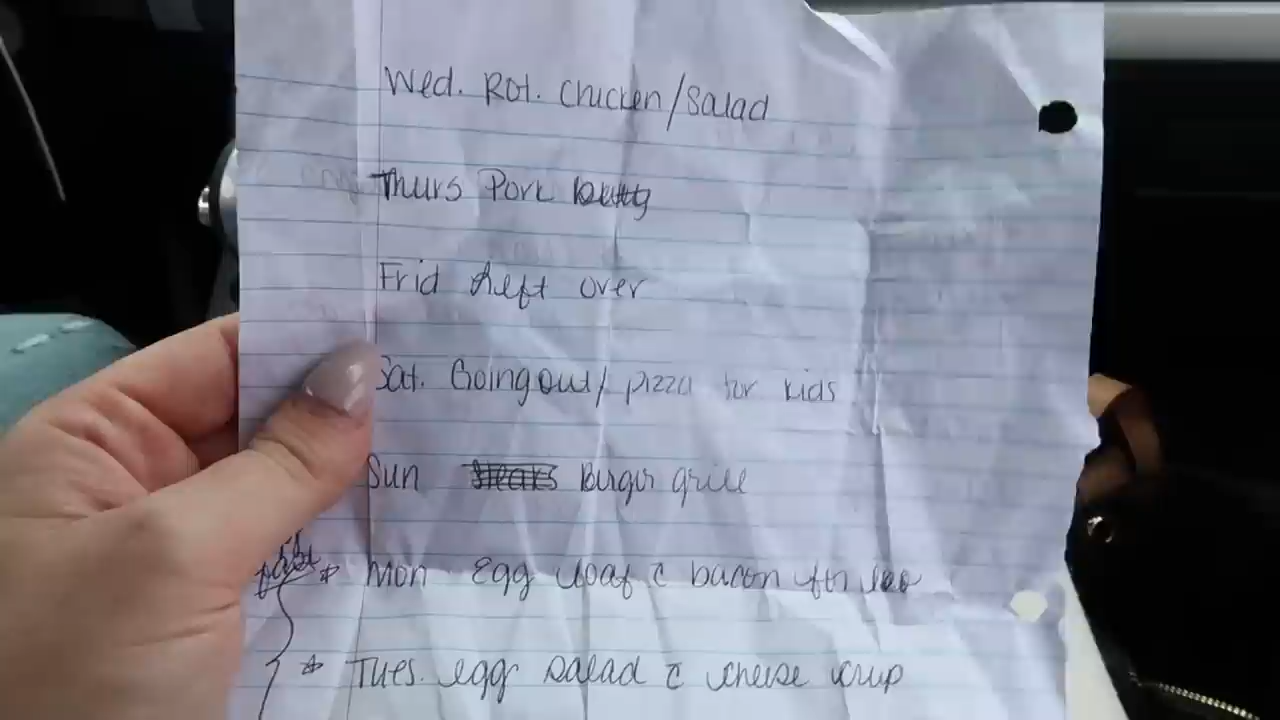 Wed. Rot. Chicken/Salad
Thurs Pork butt
Frid Left over
Sat. Going out/ pizza for kids
Sun Steaks Burger grill
* Mon Egg loaf c̄ bacon
* Tues. egg salad c̄ cheese crisp